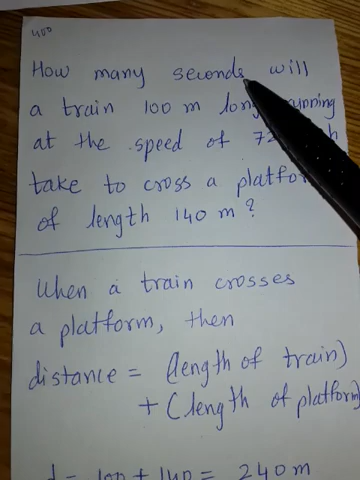 400
How many seconds will
a train 100 m long
at the speed of
take to cross a
of length 140 m?
When a train crosses
a platform, then
distance = (length of train)
+ (length of platform)
d = 100 + 140 = 240 m